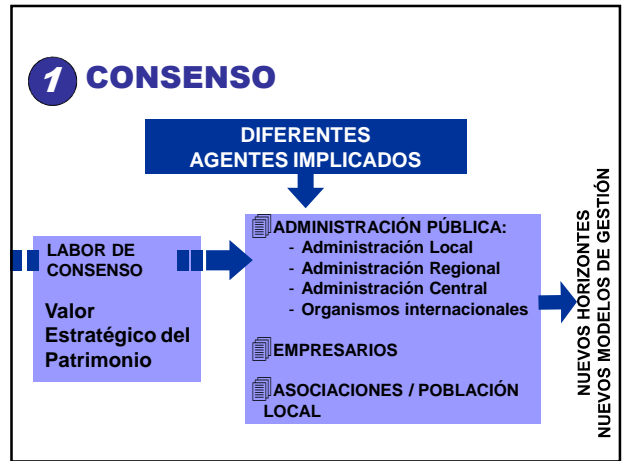 1 CONSENSO
DIFERENTES
AGENTES IMPLICADOS
LABOR DE
CONSENSO
Valor
Estratégico del
Patrimonio
ADMINISTRACIÓN PÚBLICA:
- Administración Local
- Administración Regional
- Administración Central
- Organismos internacionales
EMPRESARIOS
ASOCIACIONES / POBLACIÓN
LOCAL
NUEVOS HORIZONTES
NUEVOS MODELOS DE GESTIÓN